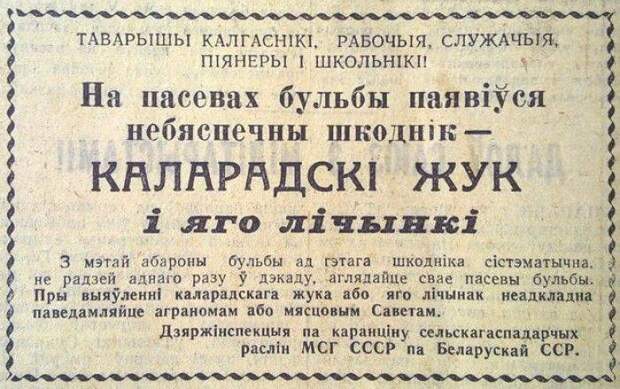 ТАВАРЫШЫ КАЛГАСНІКІ, РАБОЧЫЯ, СЛУЖАЧЫЯ,
ПІЯНЕРЫ І ШКОЛЬНІКІ!
На пасевах бульбы паявіўся
небяспечны шкоднік —
КАЛАРАДСКІ ЖУК
і яго лічынкі
З мэтай абароны бульбы ад гэтага шкодніка сістэматычна,
не радзей аднаго разу ў дэкаду, аглядайце свае пасевы бульбы.
Пры выяўленні каларадскага жука або яго лічынак неадкладна
паведамляйце аграномам або мясцовым Саветам.
Дзяржінспекцыя па каранціну сельскагаспадарчых
раслін МСГ СССР па Беларускай ССР.